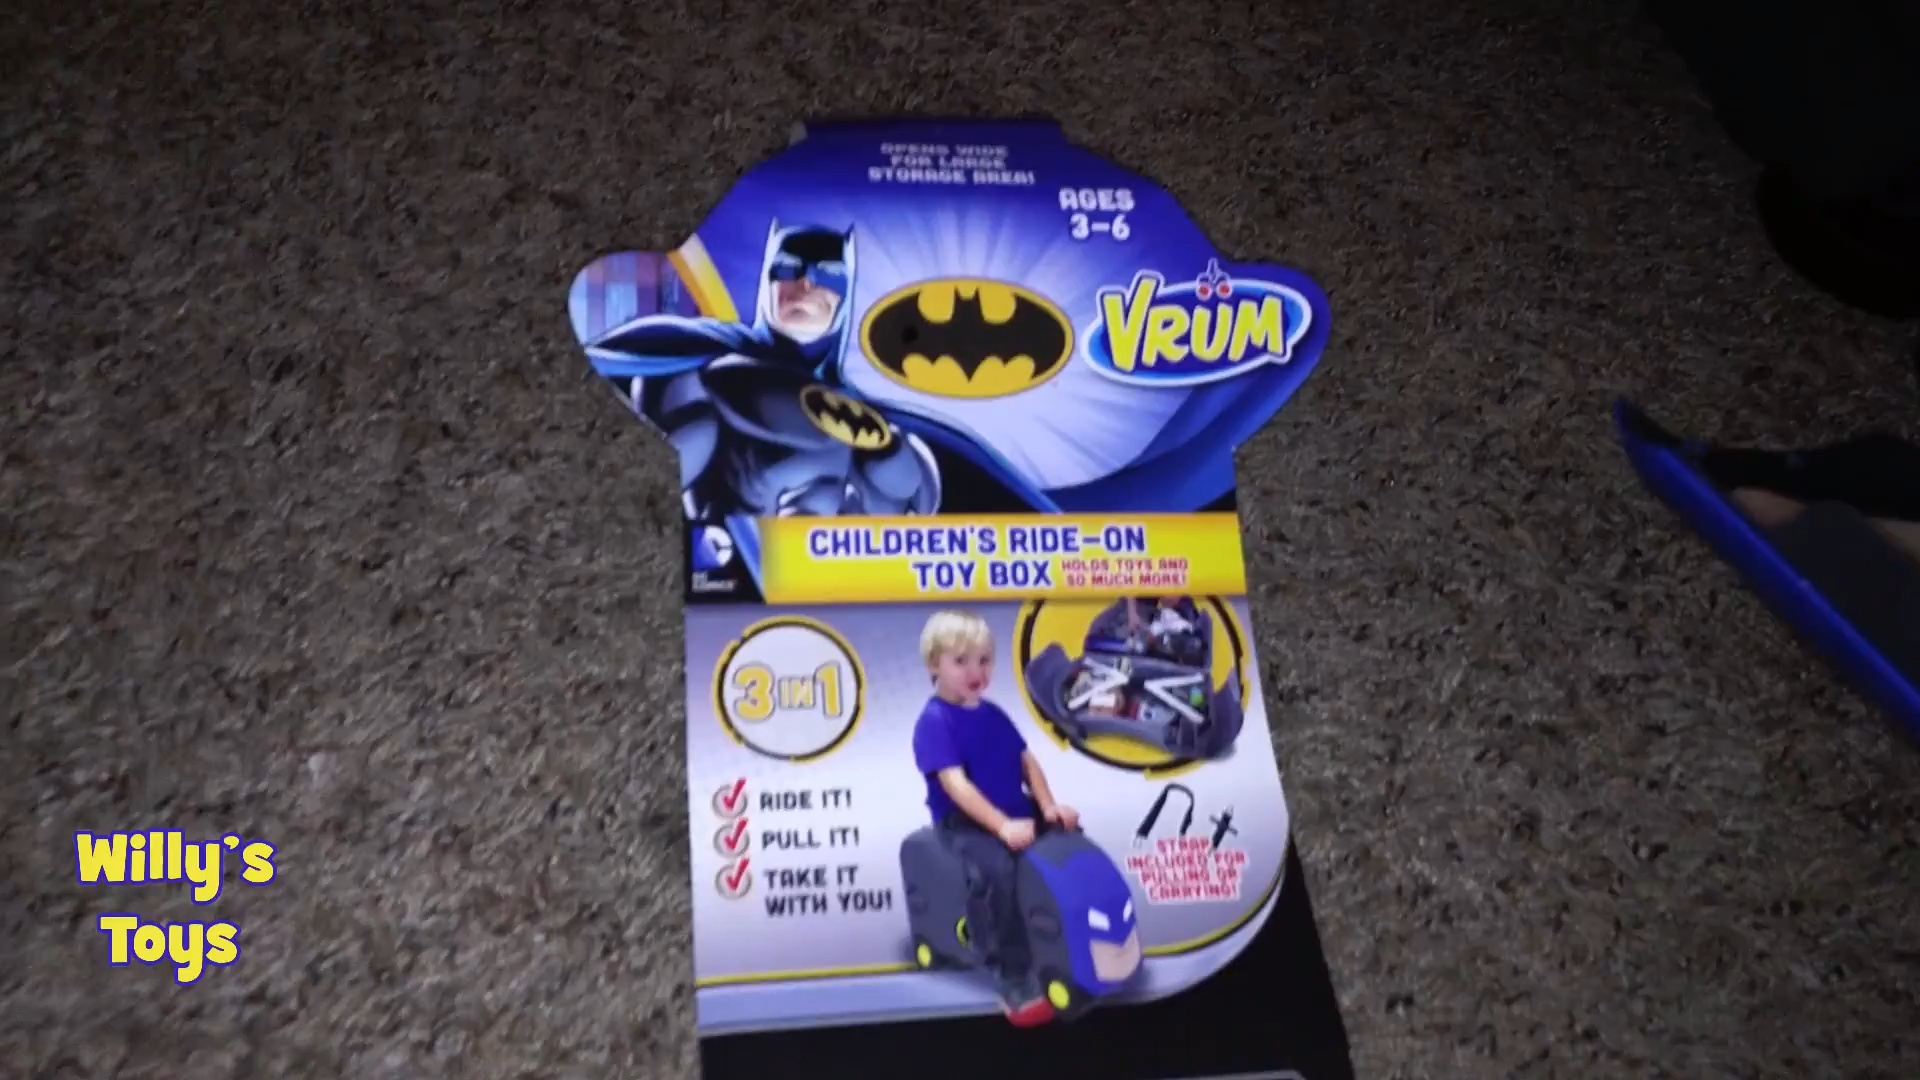 OPENS WIDE
FOR LARGE
STORAGE AREA!
AGES
3-6
VRUM
CHILDREN'S RIDE-ON
TOY BOX
HOLDS TOYS AND
SO MUCH MORE!
DC
COMICS
3 IN 1
RIDE IT!
PULL IT!
TAKE IT
WITH YOU!
STRAP
INCLUDED FOR
PULLING OR
CARRYING!
Willy's
Toys